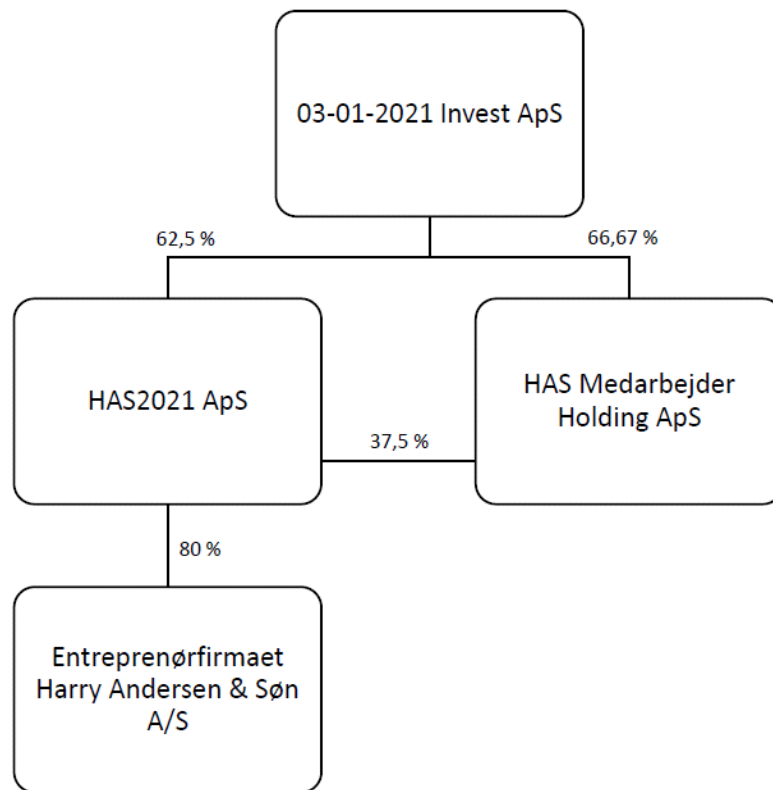 03-01-2021 Invest ApS
62,5 %
66,67 %
HAS2021 ApS
HAS Medarbejder
Holding ApS
37,5 %
80 %
Entreprenørfirmaet
Harry Andersen & Søn
A/S